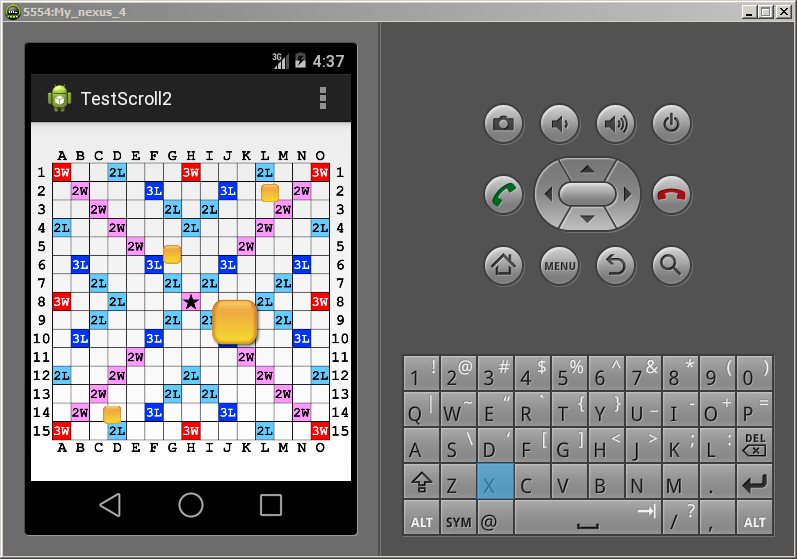 5554:My_nexus_4
3G 4:37
TestScroll2
A B C D E F G H I J K L M N O
1 3W 2L 3W 2L 3W 1
2 2W 3L 3L 2W 2
3 2W 2L 2L 2W 3
4 2L 2W 2L 2W 2L 4
5 2W 2W 5
6 3L 3L 3L 3L 6
7 2L 2L 2L 2L 7
8 3W 2L ★ 2L 3W 8
9 2L 2L 2L 9
10 3L 3L 3L 10
11 2W 2W 11
12 2L 2W 2L 2W 2L 12
13 2W 2L 2L 2W 13
14 2W 3L 3L 2W 14
15 3W 2L 3W 2L 3W 15
A B C D E F G H I J K L M N O
MENU
1 ! 2 @ 3 # 4 $ 5 % 6 ^ 7 & 8 * 9 ( 0 )
Q | W ~ E “ R ` T { Y } U _ I - O + P =
A S \ D ‘ F [ G ] H < J > K ; L : DEL
Z X C V B N M .
ALT SYM @ / ? , ALT